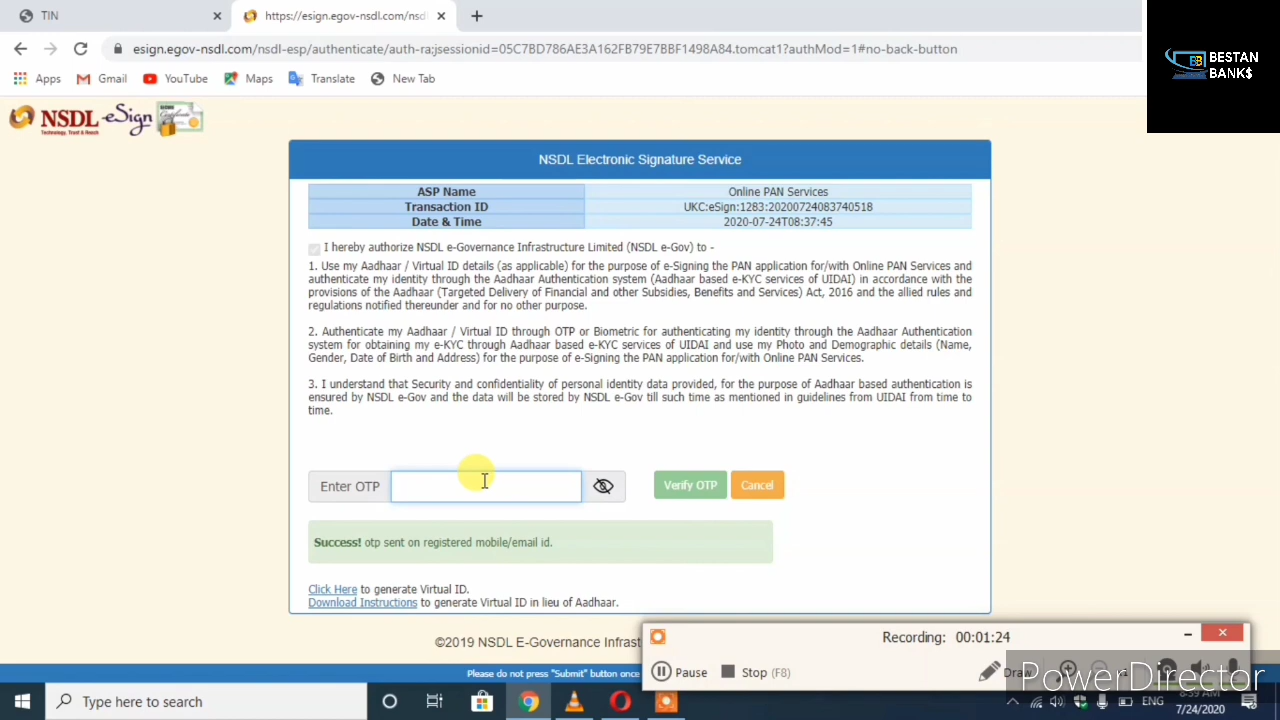 TIN
https://esign.egov-nsdl.com/nsd
esign.egov-nsdl.com/nsdl-esp/authenticate/auth-ra;jsessionid=05C7BD786AE3A162FB79E7BBF1498A84.tomcat1?authMod=1#no-back-button
BESTAN
BANK$
Apps Gmail YouTube Maps Translate New Tab
NSDL eSign
Technology, Trust & Reach
NSDL Electronic Signature Service
ASP Name Online PAN Services
Transaction ID UKC:eSign:1283:20200724083740518
Date & Time 2020-07-24T08:37:45
I hereby authorize NSDL e-Governance Infrastructure Limited (NSDL e-Gov) to -
1. Use my Aadhaar / Virtual ID details (as applicable) for the purpose of e-Signing the PAN application for/with Online PAN Services and
authenticate my identity through the Aadhaar Authentication system (Aadhaar based e-KYC services of UIDAI) in accordance with the
provisions of the Aadhaar (Targeted Delivery of Financial and other Subsidies, Benefits and Services) Act, 2016 and the allied rules and
regulations notified thereunder and for no other purpose.
2. Authenticate my Aadhaar / Virtual ID through OTP or Biometric for authenticating my identity through the Aadhaar Authentication
system for obtaining my e-KYC through Aadhaar based e-KYC services of UIDAI and use my Photo and Demographic details (Name,
Gender, Date of Birth and Address) for the purpose of e-Signing the PAN application for/with Online PAN Services.
3. I understand that Security and confidentiality of personal identity data provided, for the purpose of Aadhaar based authentication is
ensured by NSDL e-Gov and the data will be stored by NSDL e-Gov till such time as mentioned in guidelines from UIDAI from time to
time.
Enter OTP Verify OTP Cancel
Success! otp sent on registered mobile/email id.
Click Here to generate Virtual ID.
Download Instructions to generate Virtual ID in lieu of Aadhaar.
©2019 NSDL E-Governance Infrast
Recording: 00:01:24
Please do not press "Submit" button once
Pause Stop (F8) Draw
PowerDirector
Type here to search
ENG
8:39 AM
7/24/2020